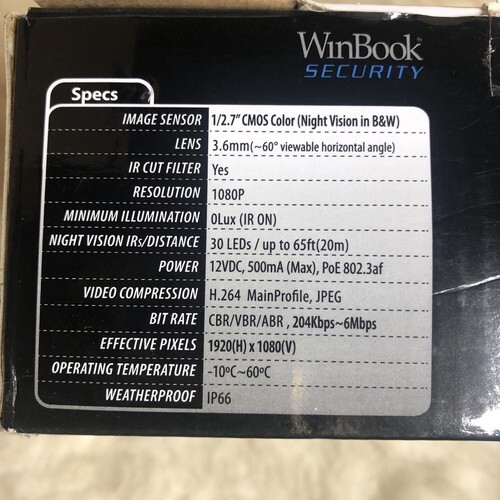 WinBook
SECURITY
Specs
IMAGE SENSOR 1/2.7" CMOS Color (Night Vision in B&W)
LENS 3.6mm(~60° viewable horizontal angle)
IR CUT FILTER Yes
RESOLUTION 1080P
MINIMUM ILLUMINATION 0Lux (IR ON)
NIGHT VISION IRs/DISTANCE 30 LEDs / up to 65ft(20m)
POWER 12VDC, 500mA (Max), PoE 802.3af
VIDEO COMPRESSION H.264 MainProfile, JPEG
BIT RATE CBR/VBR/ABR , 204Kbps~6Mbps
EFFECTIVE PIXELS 1920(H) x 1080(V)
OPERATING TEMPERATURE -10ºC~60ºC
WEATHERPROOF IP66